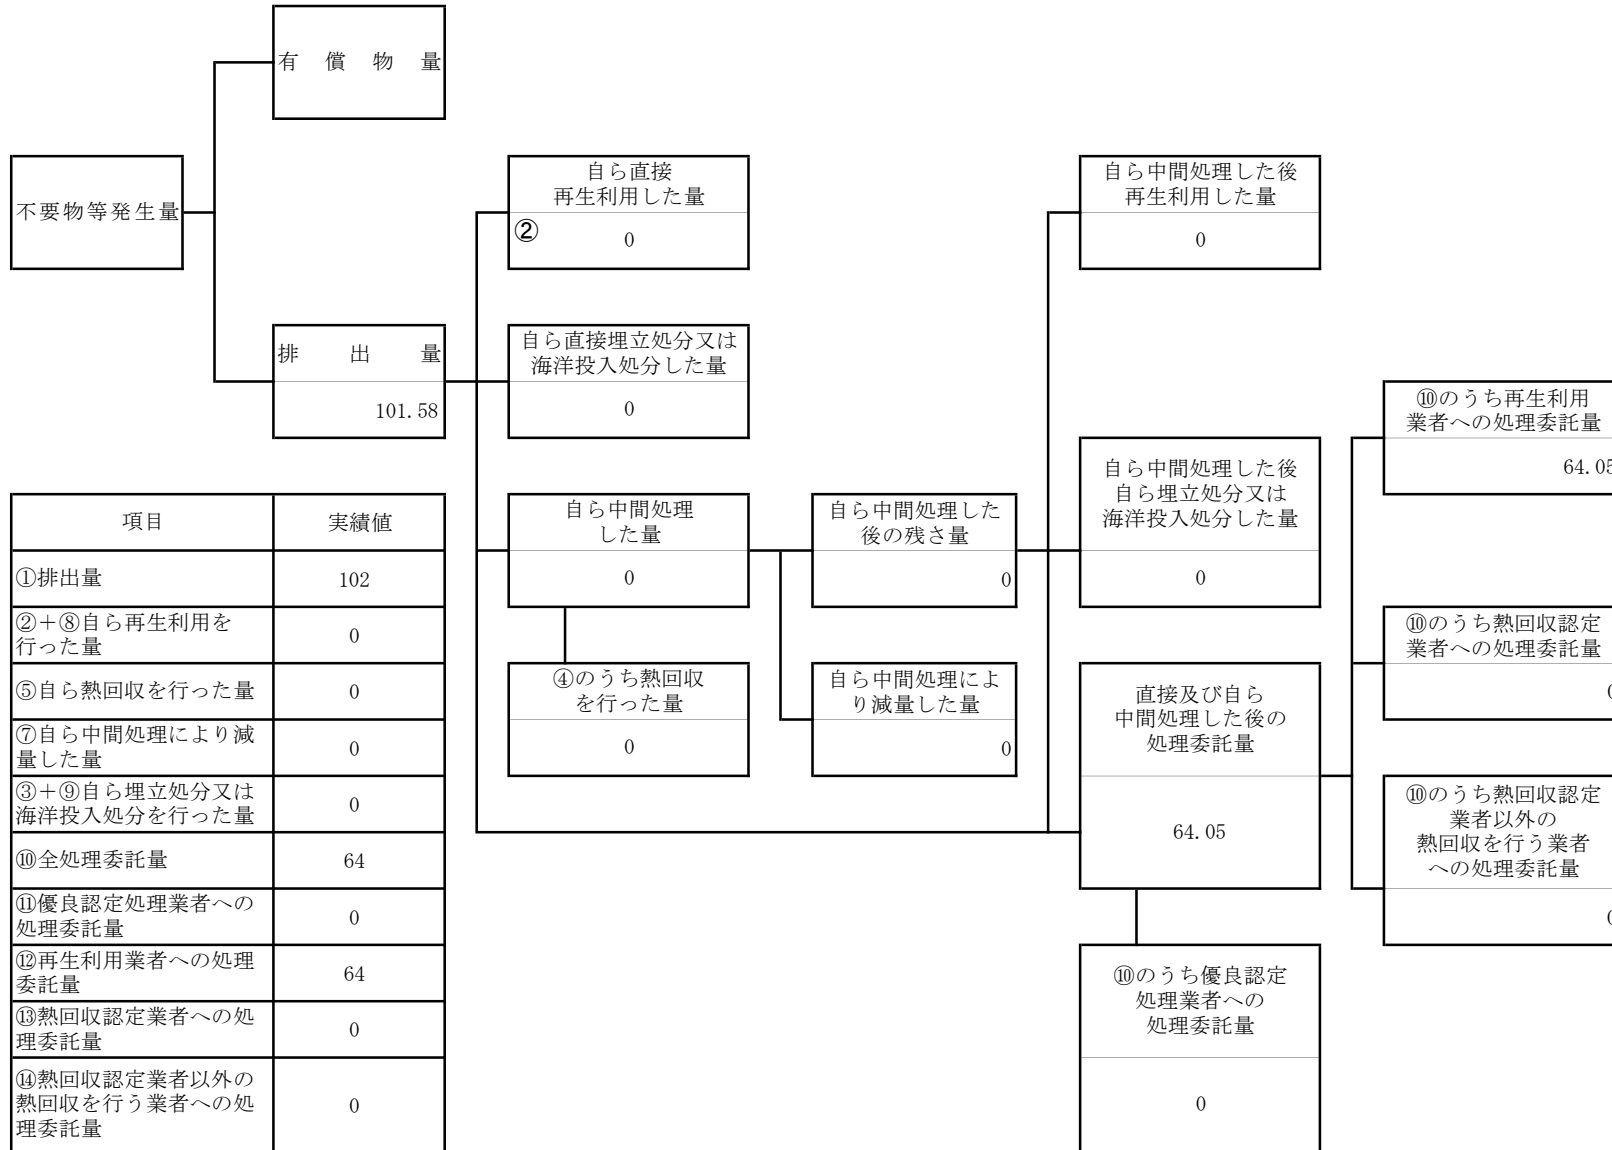 有償物量
不要物等発生量
排出量
101.58
自ら直接
再生利用した量
②
0
自ら直接埋立処分又は
海洋投入処分した量
0
自ら中間処理
した量
0
④のうち熱回収
を行った量
0
自ら中間処理した
後の残さ量
0
自ら中間処理によ
り減量した量
0
自ら中間処理した後
再生利用した量
0
自ら中間処理した後
自ら埋立処分又は
海洋投入処分した量
0
直接及び自ら
中間処理した後の
処理委託量
64.05
⑩のうち優良認定
処理業者への
処理委託量
0
⑩のうち再生利用
業者への処理委託量
64.05
⑩のうち熱回収認定
業者への処理委託量
0
⑩のうち熱回収認定
業者以外の
熱回収を行う業者
への処理委託量
0
項目 実績値
①排出量 102
②＋⑧自ら再生利用を
行った量 0
⑤自ら熱回収を行った量 0
⑦自ら中間処理により減
量した量 0
③＋⑨自ら埋立処分又は
海洋投入処分を行った量 0
⑩全処理委託量 64
⑪優良認定処理業者への
処理委託量 0
⑫再生利用業者への処理
委託量 64
⑬熱回収認定業者への処
理委託量 0
⑭熱回収認定業者以外の
熱回収を行う業者への処
理委託量 0